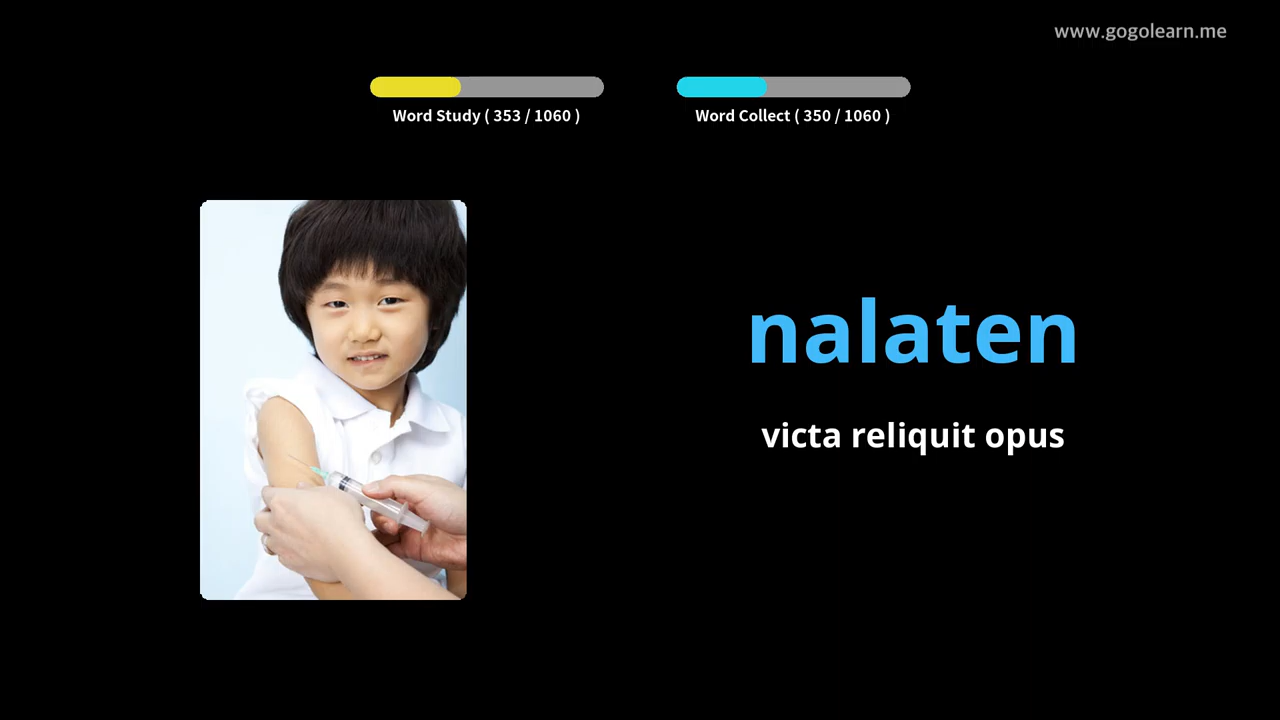 www.gogolearn.me
Word Study ( 353 / 1060 )
Word Collect ( 350 / 1060 )
nalaten
victa reliquit opus